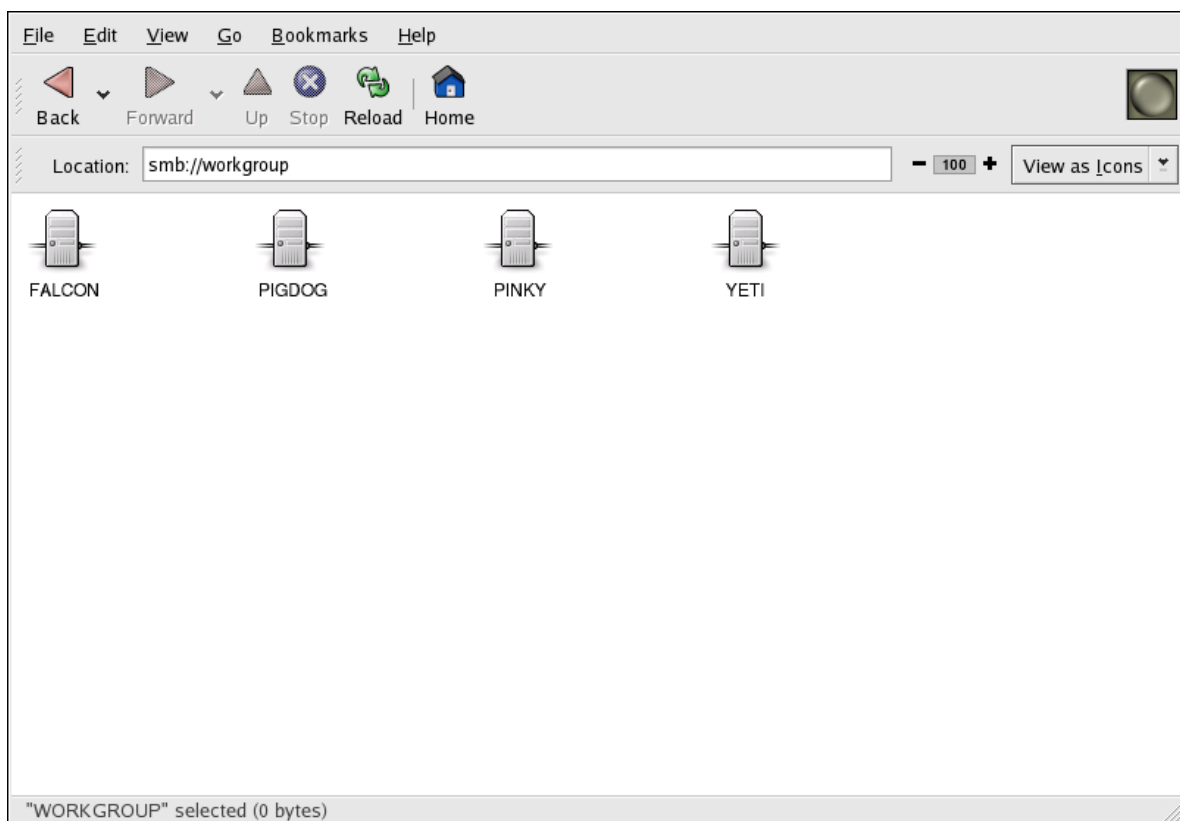 File Edit View Go Bookmarks Help
Back Forward Up Stop Reload Home
Location: smb://workgroup 100 View as Icons
FALCON PIGDOG PINKY YETI
"WORKGROUP" selected (0 bytes)